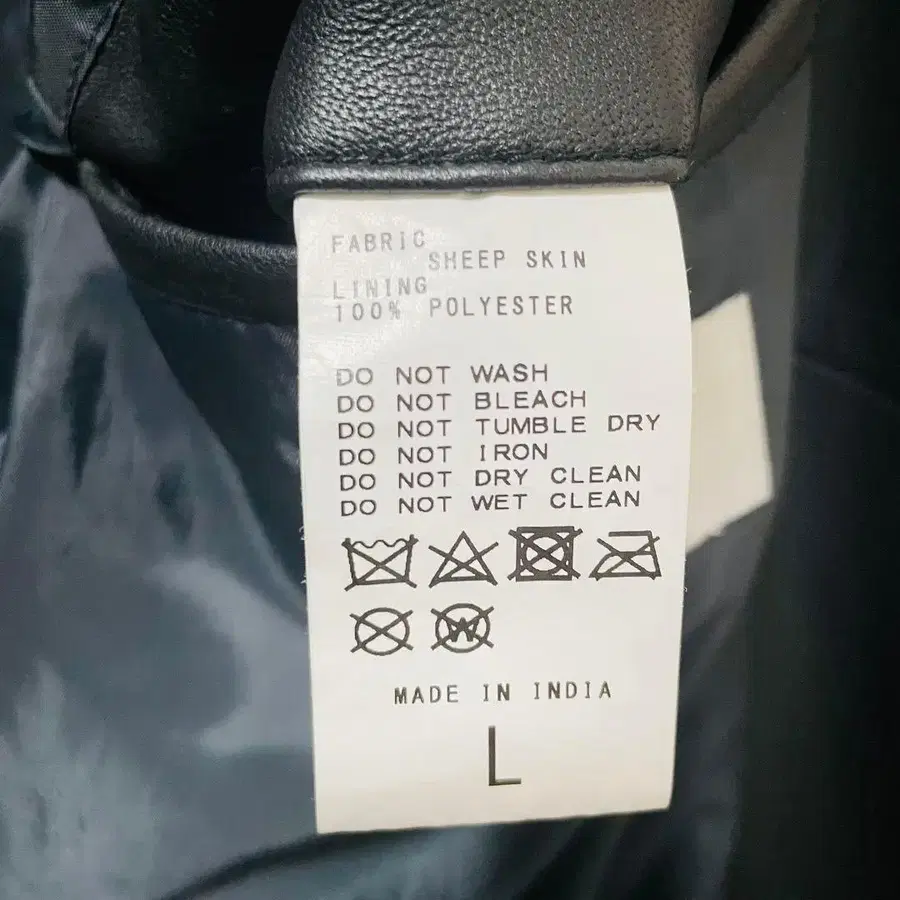 FABRIC
SHEEP SKIN
LINING
100% POLYESTER
DO NOT WASH
DO NOT BLEACH
DO NOT TUMBLE DRY
DO NOT IRON
DO NOT DRY CLEAN
DO NOT WET CLEAN
W
MADE IN INDIA
L